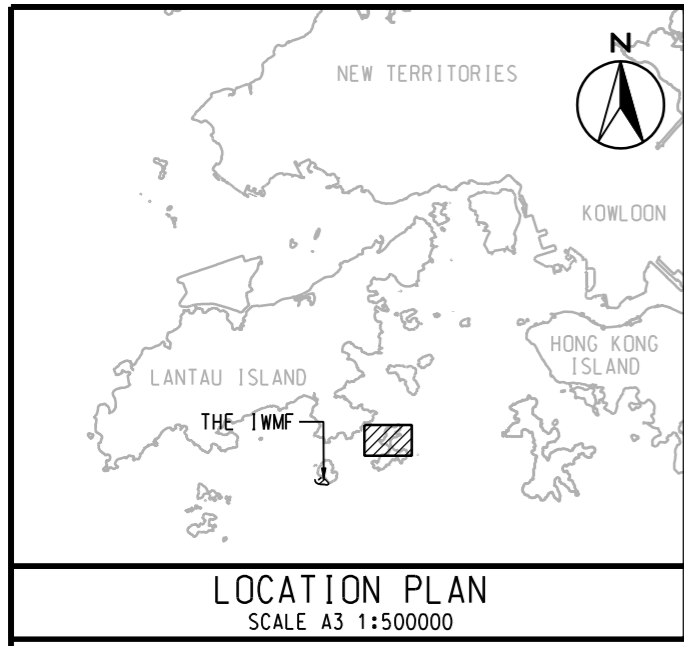 N
NEW TERRITORIES
KOWLOON
HONG KONG
ISLAND
LANTAU ISLAND
THE IWMF
LOCATION PLAN
SCALE A3 1:500000